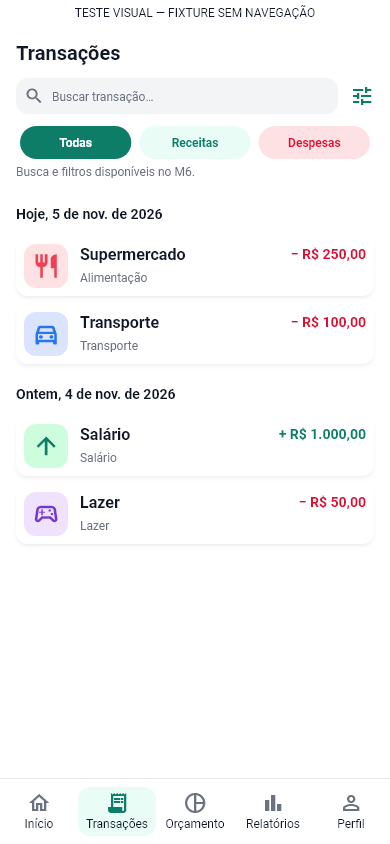 TESTE VISUAL — FIXTURE SEM NAVEGAÇÃO
Transações
Buscar transação…
Todas
Receitas
Despesas
Busca e filtros disponíveis no M6.
Hoje, 5 de nov. de 2026
Supermercado
− R$ 250,00
Alimentação
Transporte
− R$ 100,00
Transporte
Ontem, 4 de nov. de 2026
Salário
+ R$ 1.000,00
Salário
Lazer
− R$ 50,00
Lazer
Início
Transações
Orçamento
Relatórios
Perfil